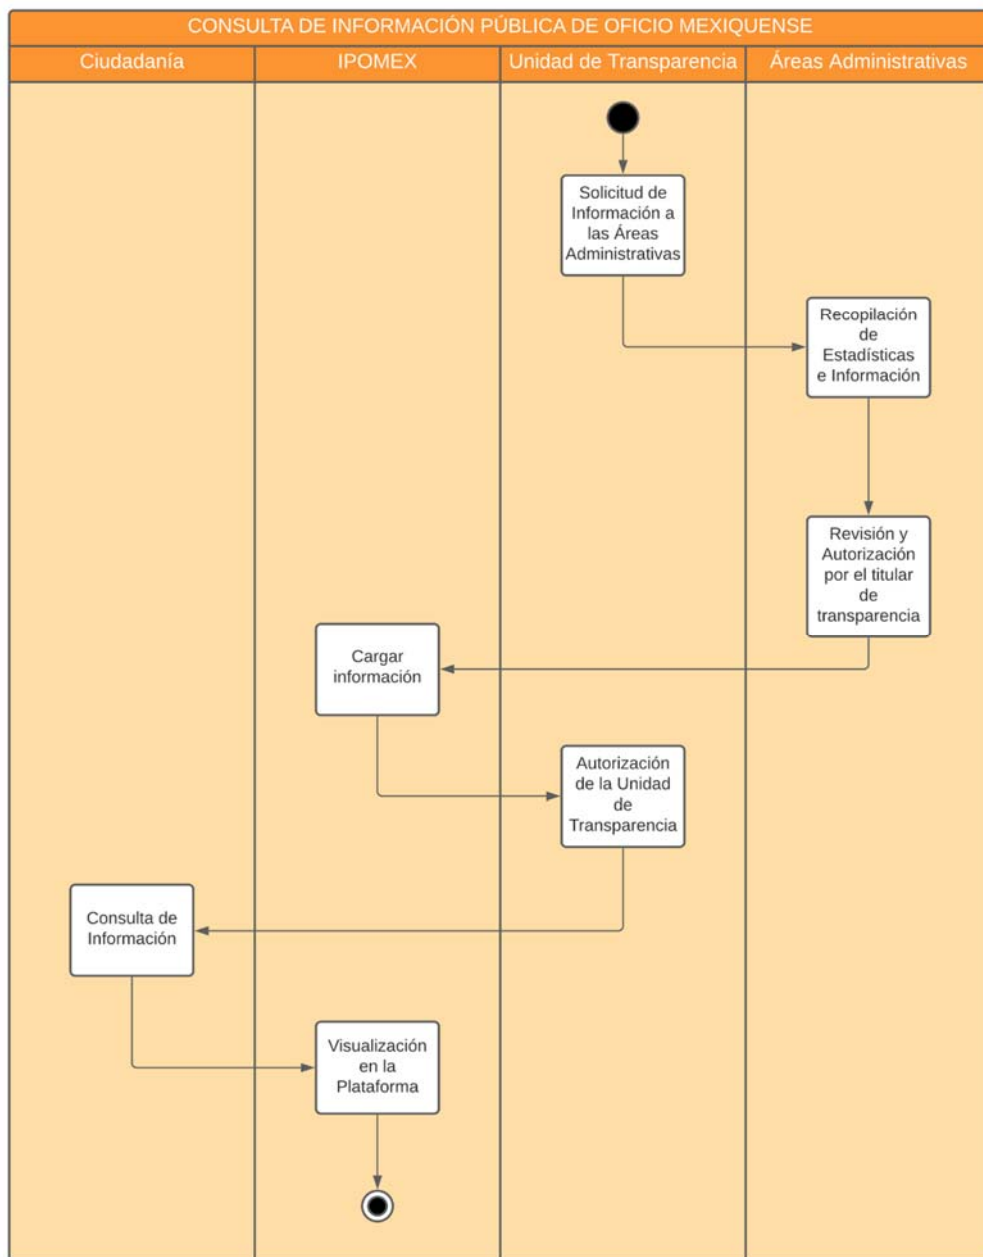 CONSULTA DE INFORMACIÓN PÚBLICA DE OFICIO MEXIQUENSE
Ciudadanía
IPOMEX
Unidad de Transparencia
Áreas Administrativas
Solicitud de
Información a
las Áreas
Administrativas
Recopilación
de
Estadísticas
e Información
Revisión y
Autorización
por el titular
de
transparencia
Cargar
información
Autorización
de la Unidad
de
Transparencia
Consulta de
Información
Visualización
en la
Plataforma